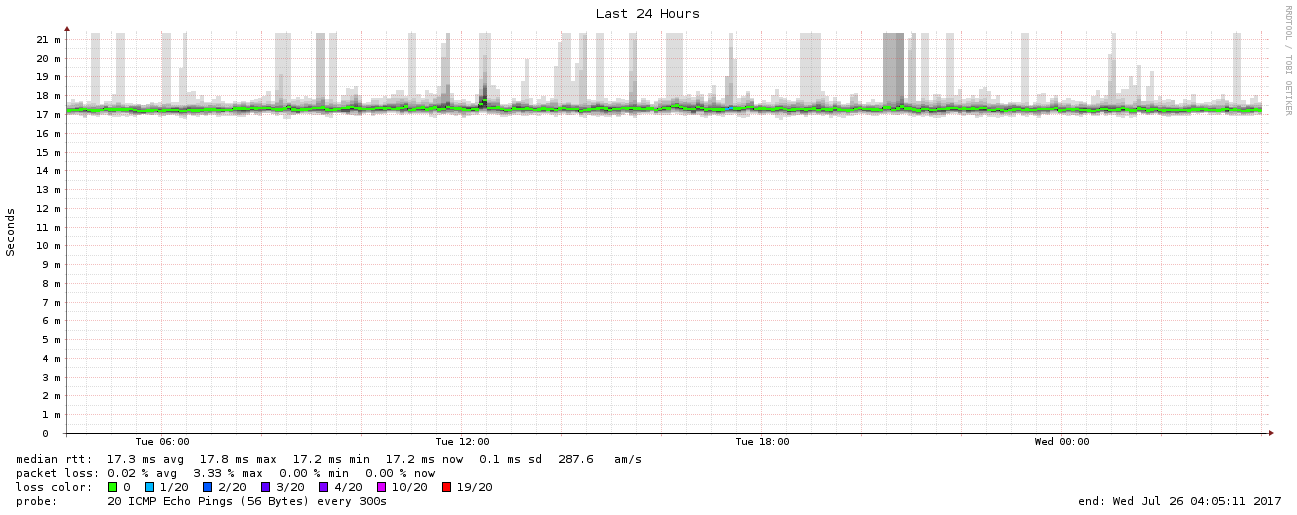 Last 24 Hours
RRDTOOL / TOBI OETIKER
Seconds
21 m
20 m
19 m
18 m
17 m
16 m
15 m
14 m
13 m
12 m
11 m
10 m
9 m
8 m
7 m
6 m
5 m
4 m
3 m
2 m
1 m
0
Tue 06:00 Tue 12:00 Tue 18:00 Wed 00:00
median rtt: 17.3 ms avg 17.8 ms max 17.2 ms min 17.2 ms now 0.1 ms sd 287.6 am/s
packet loss: 0.02 % avg 3.33 % max 0.00 % min 0.00 % now
loss color: 0 1/20 2/20 3/20 4/20 10/20 19/20
probe: 20 ICMP Echo Pings (56 Bytes) every 300s end: Wed Jul 26 04:05:11 2017